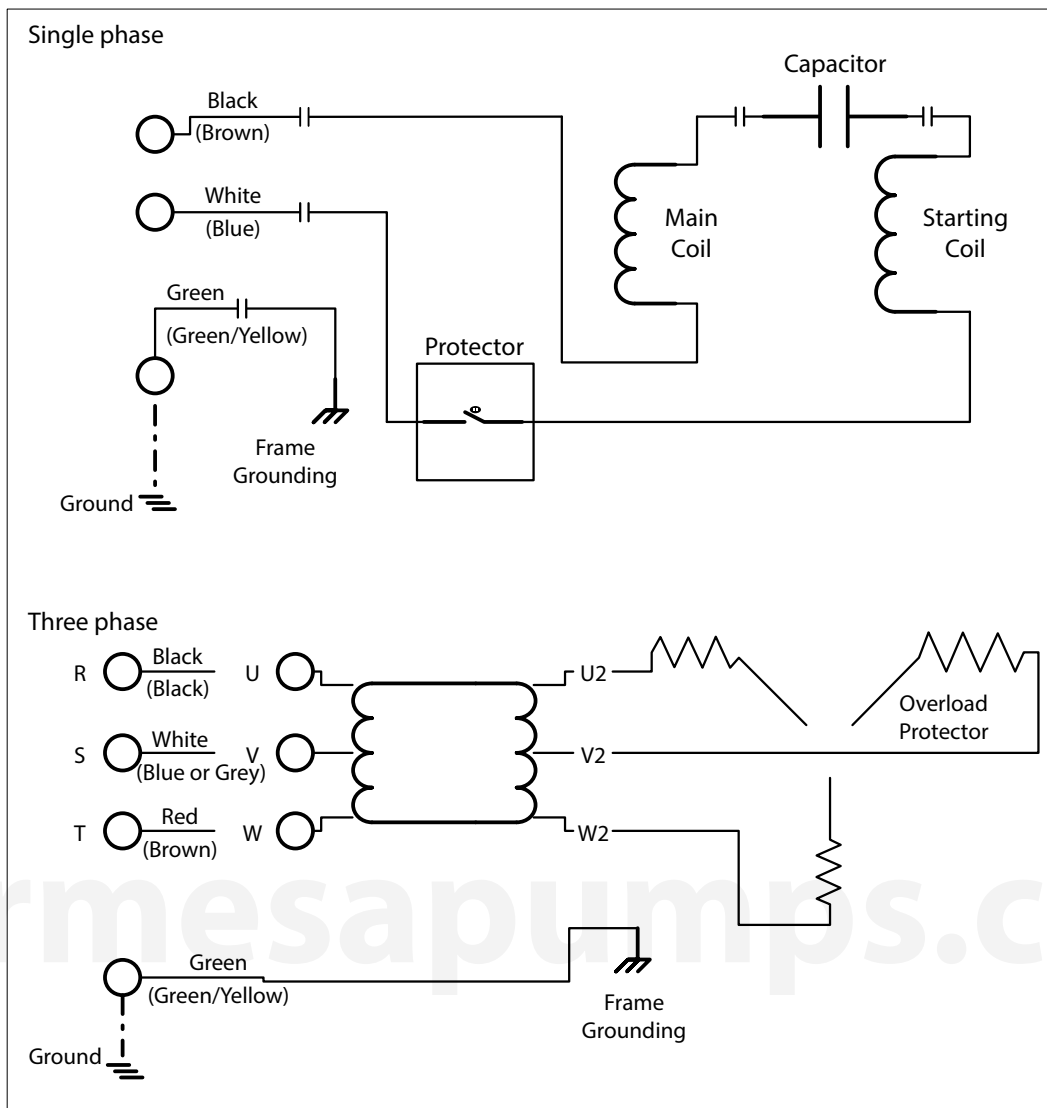 Single phase
Capacitor
Black
(Brown)
White
(Blue)
Main
Coil
Starting
Coil
Green
(Green/Yellow)
Protector
Frame
Grounding
Ground
Three phase
R
Black
(Black)
U
U2
Overload
Protector
S
White
(Blue or Grey)
V
V2
T
Red
(Brown)
W
W2
rmesapumps.c
Green
(Green/Yellow)
Frame
Grounding
Ground